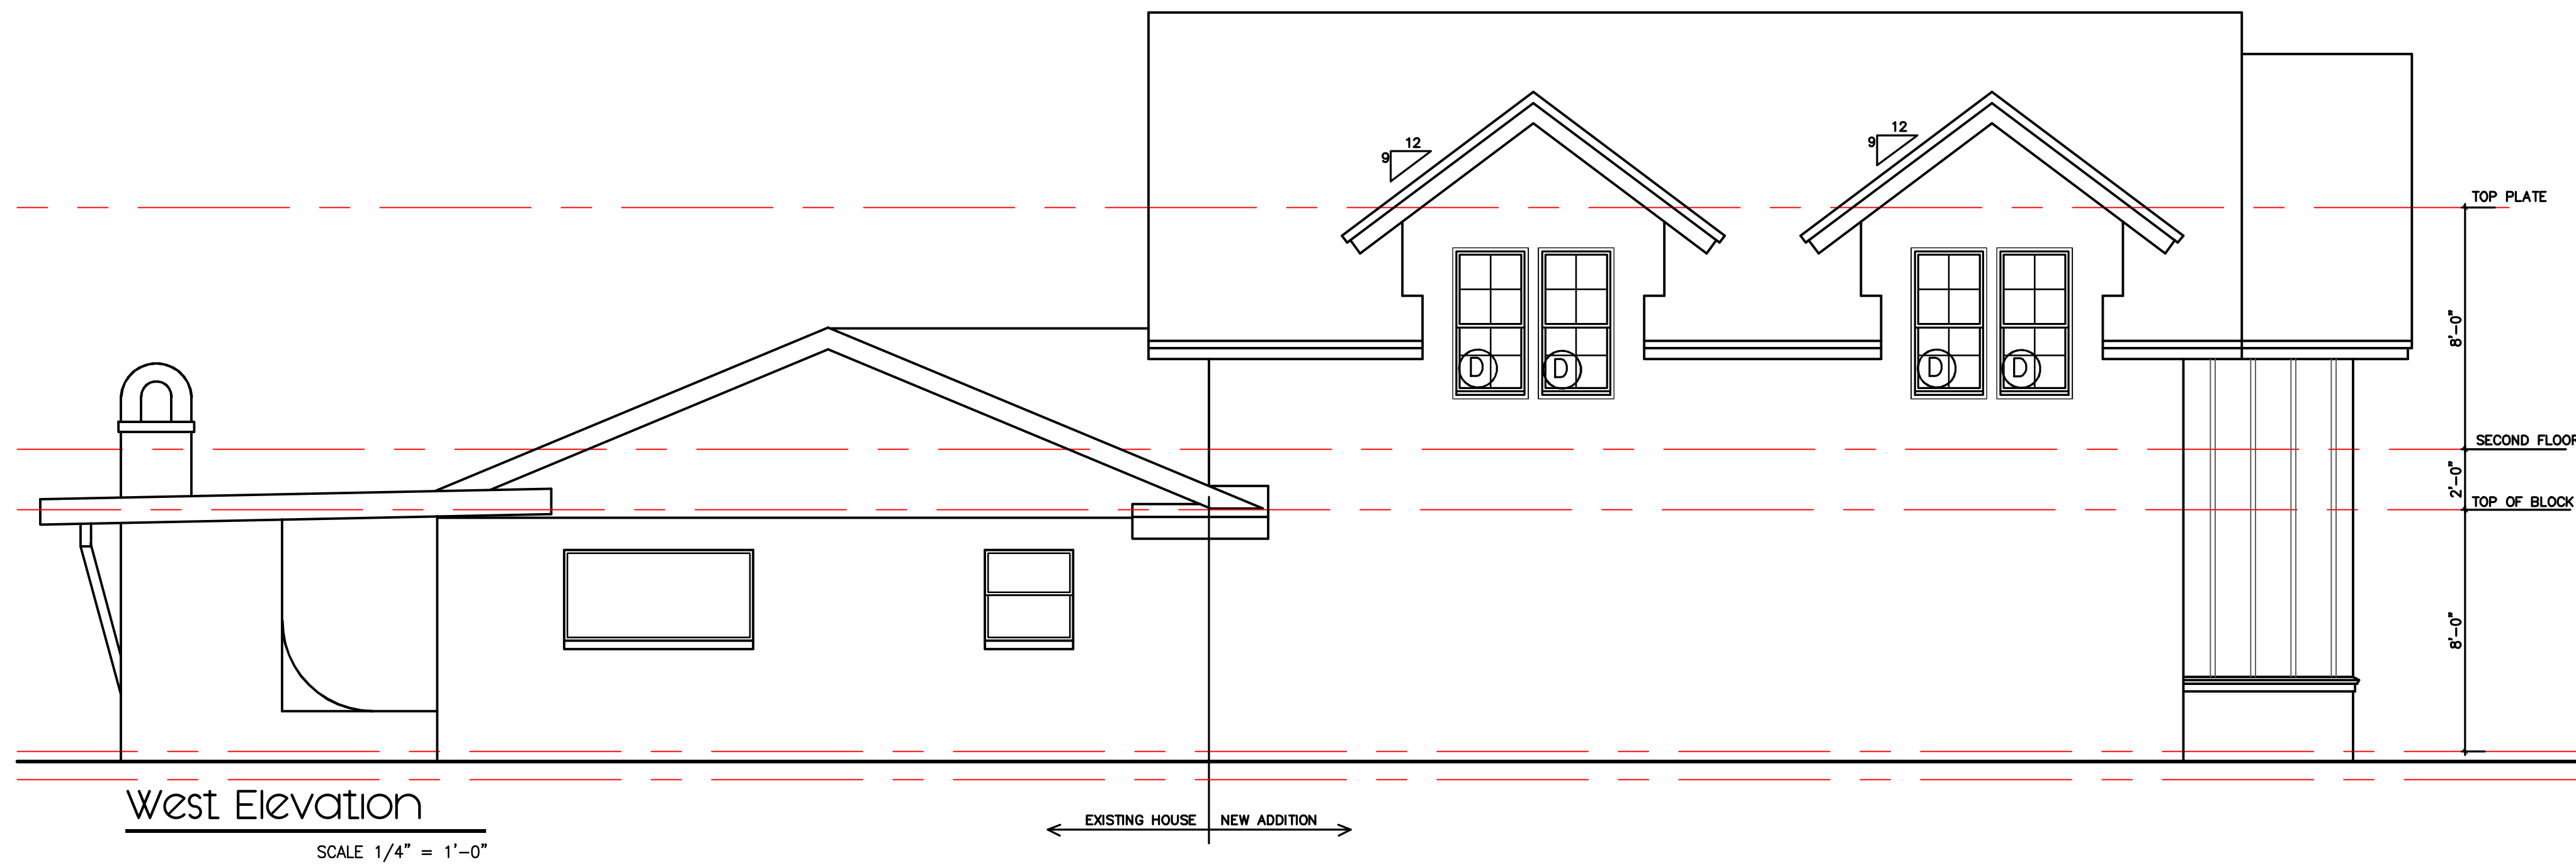 12
9
12
9
TOP PLATE
8'-0"
D
D
D
D
SECOND FLOOR
2'-0"
TOP OF BLOCK
8'-0"
West Elevation
EXISTING HOUSE
NEW ADDITION
SCALE 1/4" = 1'-0"